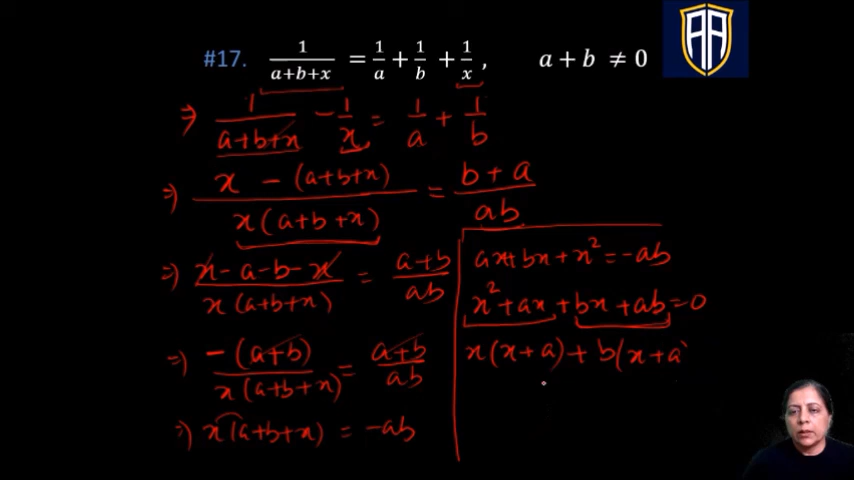 #17. 1/(a+b+x) = 1/a + 1/b + 1/x , a + b ≠ 0
AA
⇒ 1/(a+b+x) - 1/x = 1/a + 1/b
⇒ (x - (a+b+x))/(x(a+b+x)) = (b+a)/ab
⇒ (x-a-b-x)/(x(a+b+x)) = (a+b)/ab
⇒ -(a+b)/(x(a+b+x)) = (a+b)/ab
⇒ x(a+b+x) = -ab
ax+bx+x² = -ab
x²+ax+bx+ab=0
x(x+a)+b(x+a)